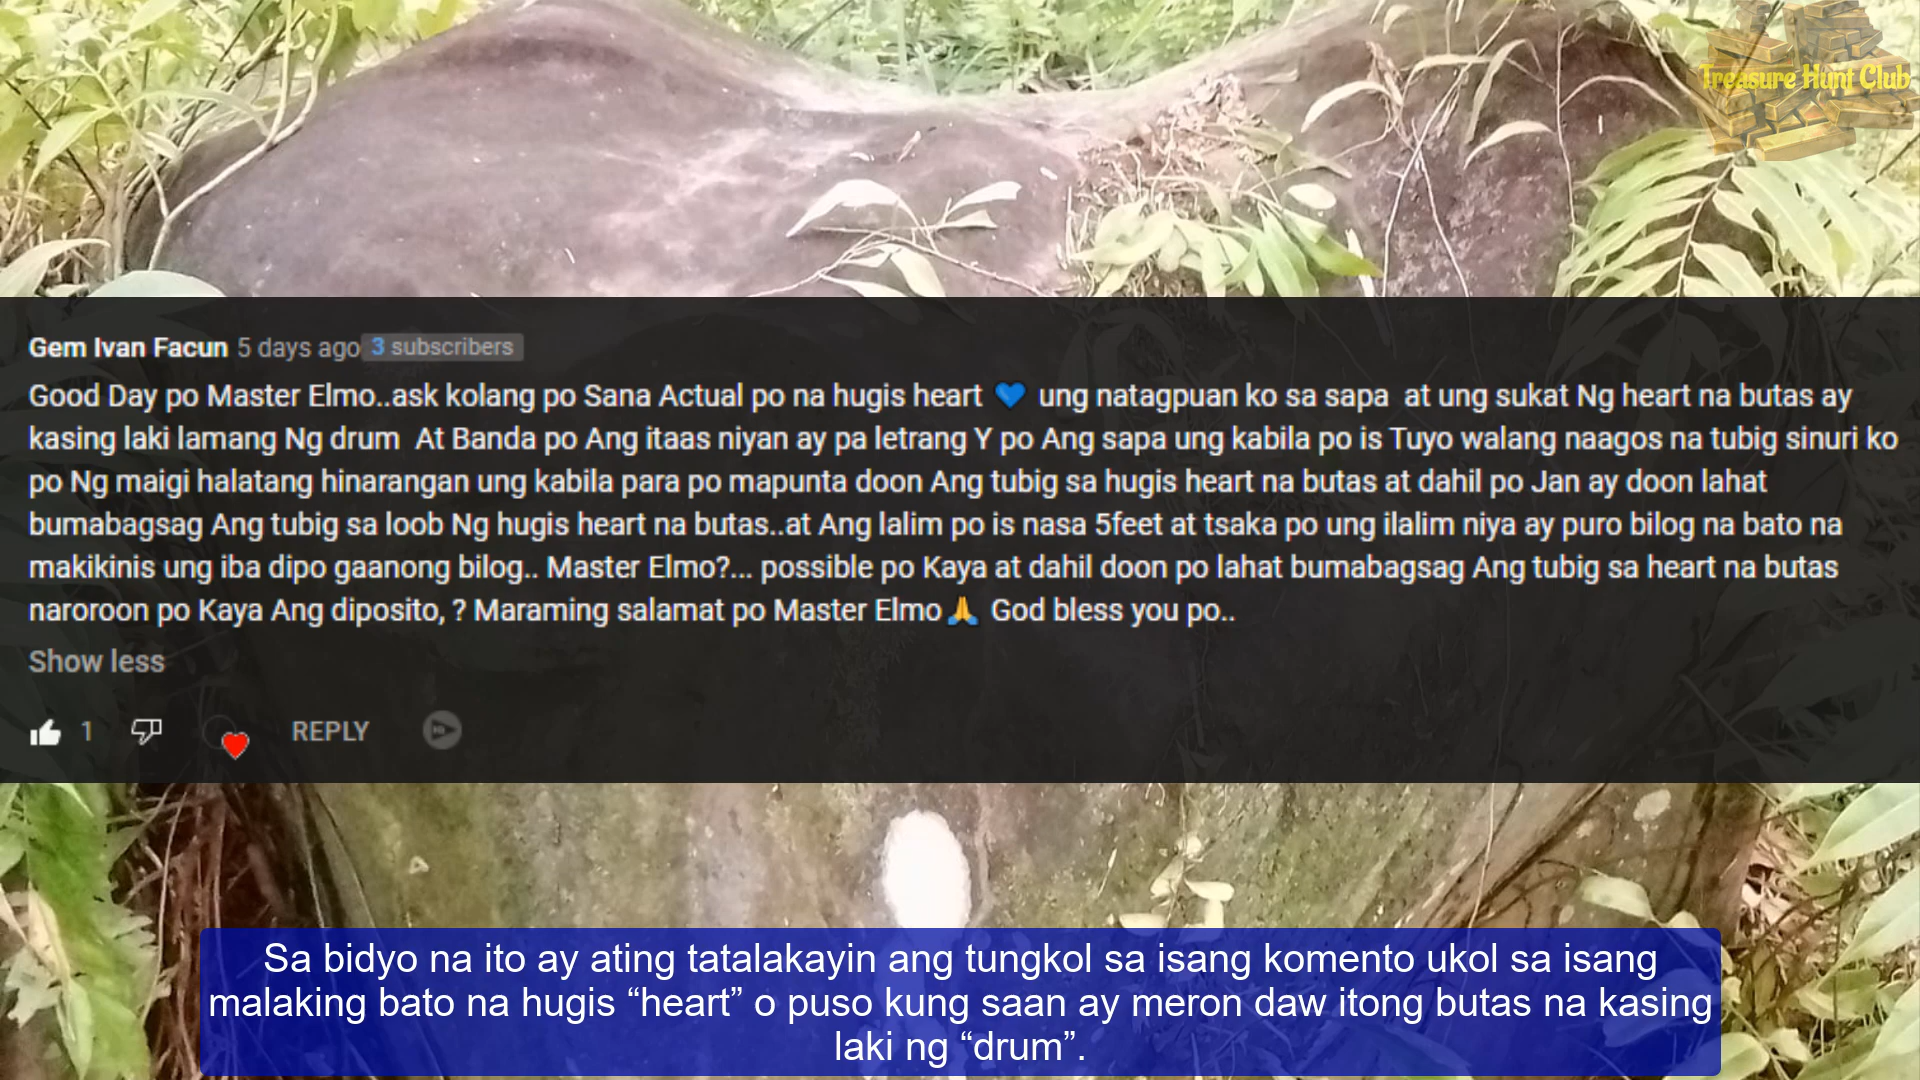 Treasure Hunt Club
Gem Ivan Facun 5 days ago 3 subscribers
Good Day po Master Elmo..ask kolang po Sana Actual po na hugis heart 💙 ung natagpuan ko sa sapa at ung sukat Ng heart na butas ay
kasing laki lamang Ng drum At Banda po Ang itaas niyan ay pa letrang Y po Ang sapa ung kabila po is Tuyo walang naagos na tubig sinuri ko
po Ng maigi halatang hinarangan ung kabila para po mapunta doon Ang tubig sa hugis heart na butas at dahil po Jan ay doon lahat
bumabagsag Ang tubig sa loob Ng hugis heart na butas..at Ang lalim po is nasa 5feet at tsaka po ung ilalim niya ay puro bilog na bato na
makikinis ung iba dipo gaanong bilog.. Master Elmo?... possible po Kaya at dahil doon po lahat bumabagsag Ang tubig sa heart na butas
naroroon po Kaya Ang diposito, ? Maraming salamat po Master Elmo🙏 God bless you po..
Show less
1 REPLY
Sa bidyo na ito ay ating tatalakayin ang tungkol sa isang komento ukol sa isang
malaking bato na hugis “heart” o puso kung saan ay meron daw itong butas na kasing
laki ng “drum”.